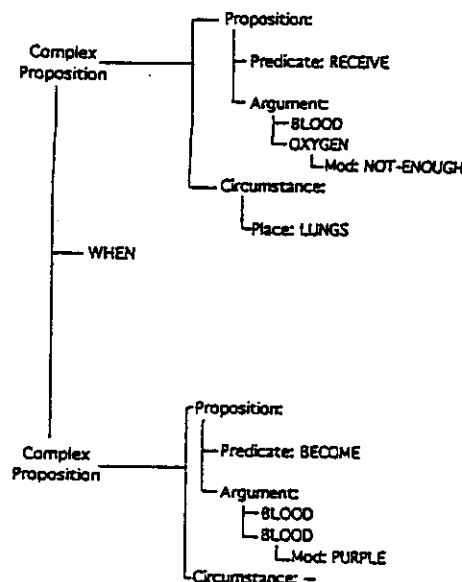 Proposition:
Complex
Proposition
Predicate: RECEIVE
Argument:
BLOOD
OXYGEN
Mod: NOT-ENOUGH
Circumstance:
Place: LUNGS
WHEN
Proposition:
Complex
Proposition
Predicate: BECOME
Argument:
BLOOD
BLOOD
Mod: PURPLE
Circumstance: –